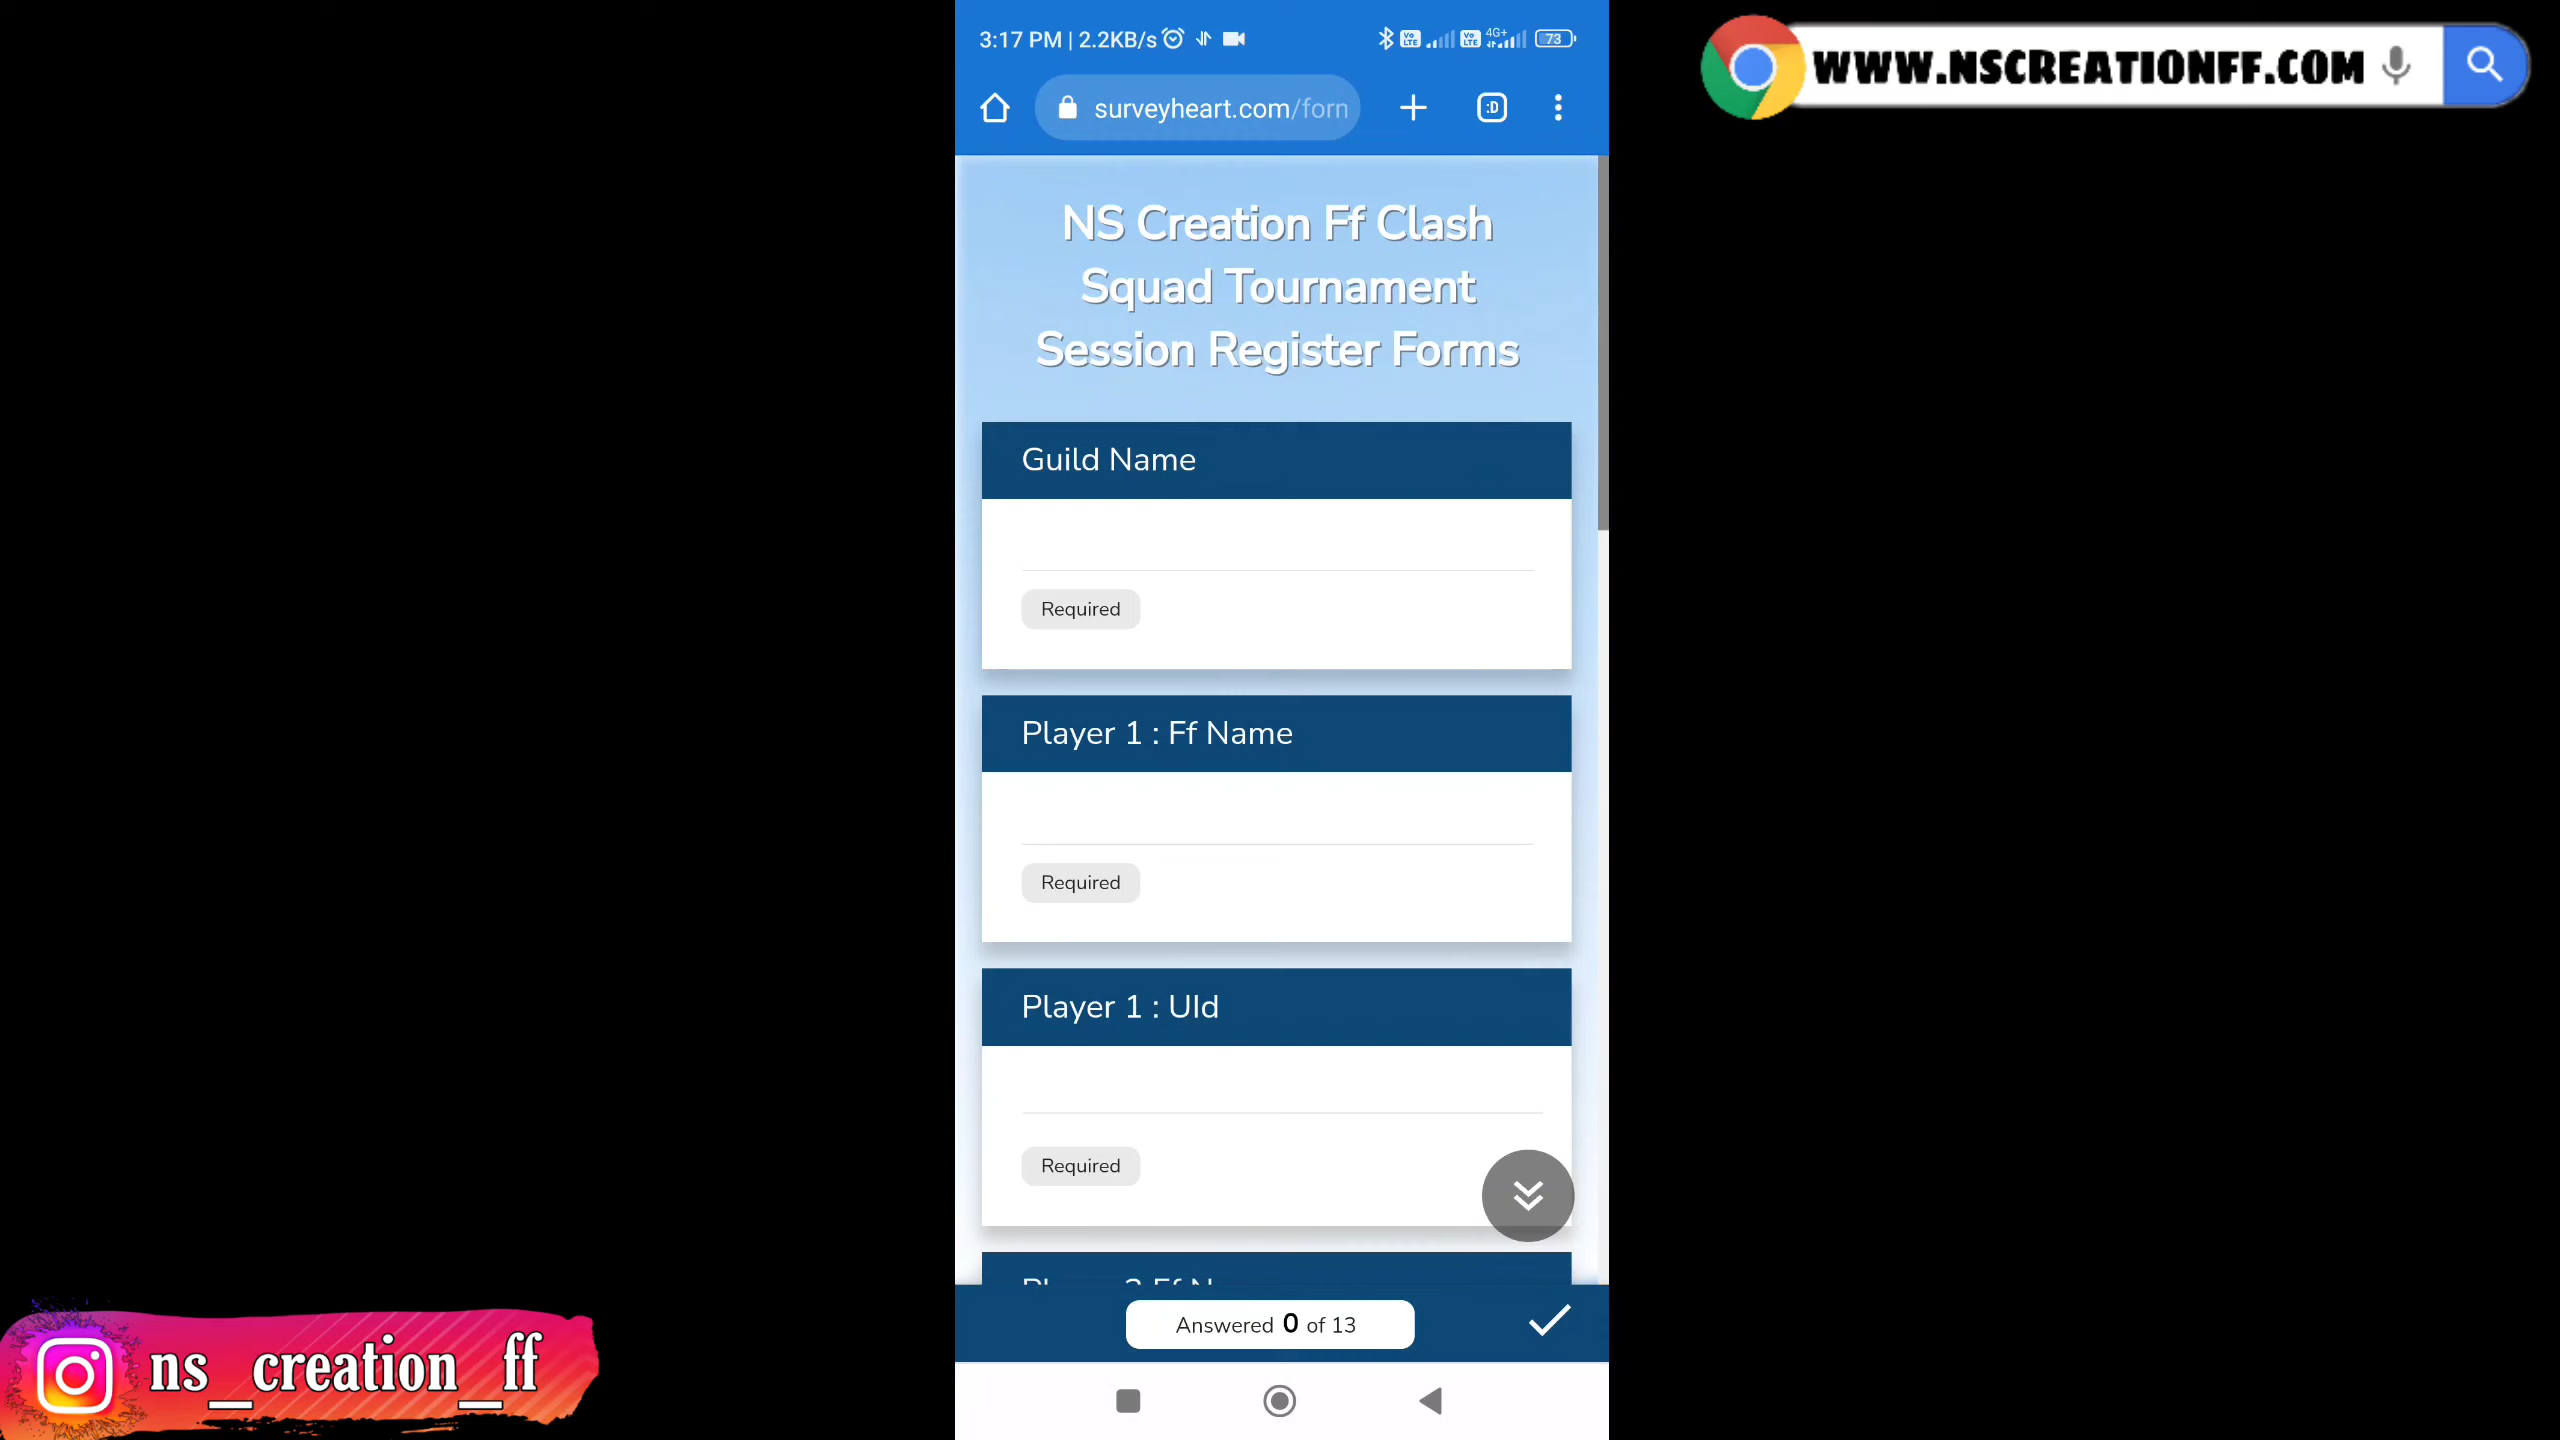 3:17 PM | 2.2KB/s
4G+
73
surveyheart.com/forn
:D
WWW.NSCREATIONFF.COM
NS Creation Ff Clash
Squad Tournament
Session Register Forms
Guild Name
Required
Player 1 : Ff Name
Required
Player 1 : UId
Required
Answered 0 of 13
ns_creation_ff